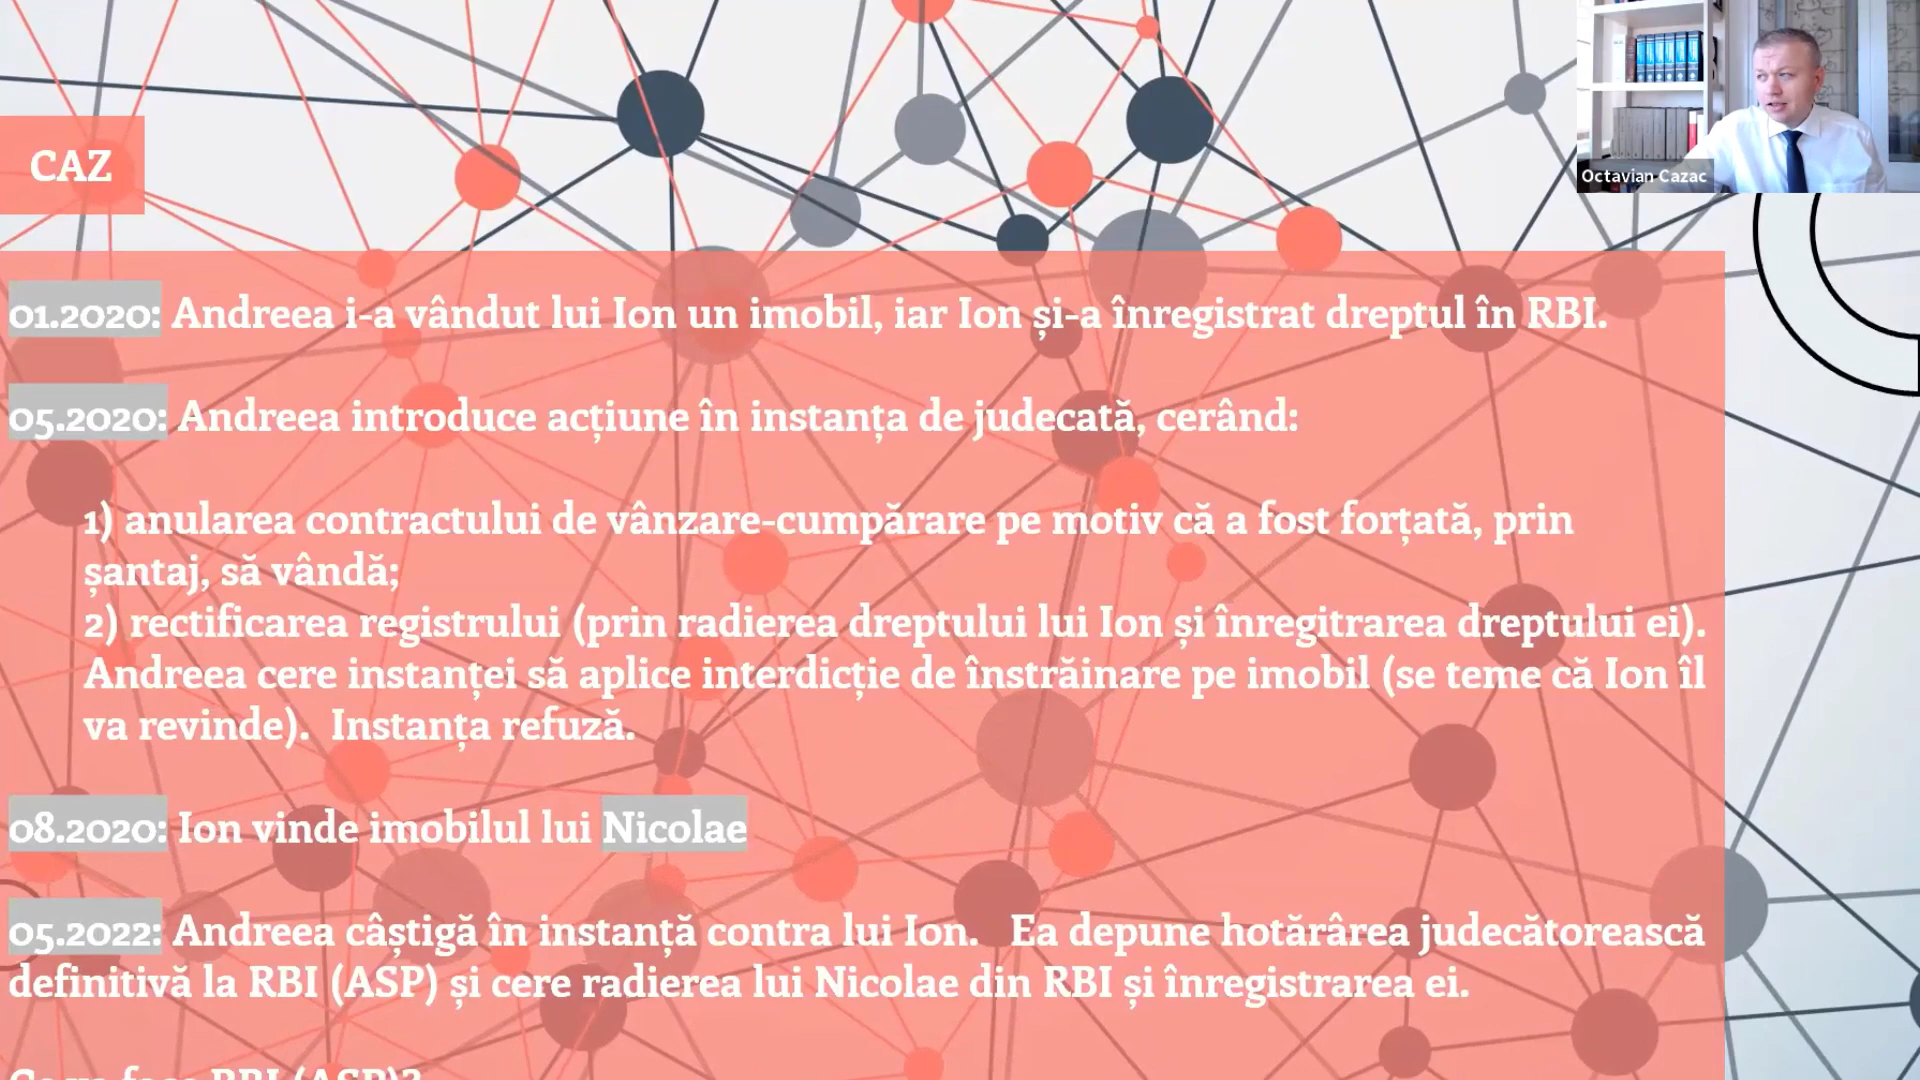 Octavian Cazac
CAZ
01.2020: Andreea i-a vândut lui Ion un imobil, iar Ion și-a înregistrat dreptul în RBI.
05.2020: Andreea introduce acțiune în instanța de judecată, cerând:
1) anularea contractului de vânzare-cumpărare pe motiv că a fost forțată, prin
șantaj, să vândă;
2) rectificarea registrului (prin radierea dreptului lui Ion și înregitrarea dreptului ei).
Andreea cere instanței să aplice interdicție de înstrăinare pe imobil (se teme că Ion îl
va revinde).  Instanța refuză.
08.2020: Ion vinde imobilul lui Nicolae
05.2022: Andreea câștigă în instanță contra lui Ion.   Ea depune hotărârea judecătorească
definitivă la RBI (ASP) și cere radierea lui Nicolae din RBI și înregistrarea ei.
RBI (ASP)?